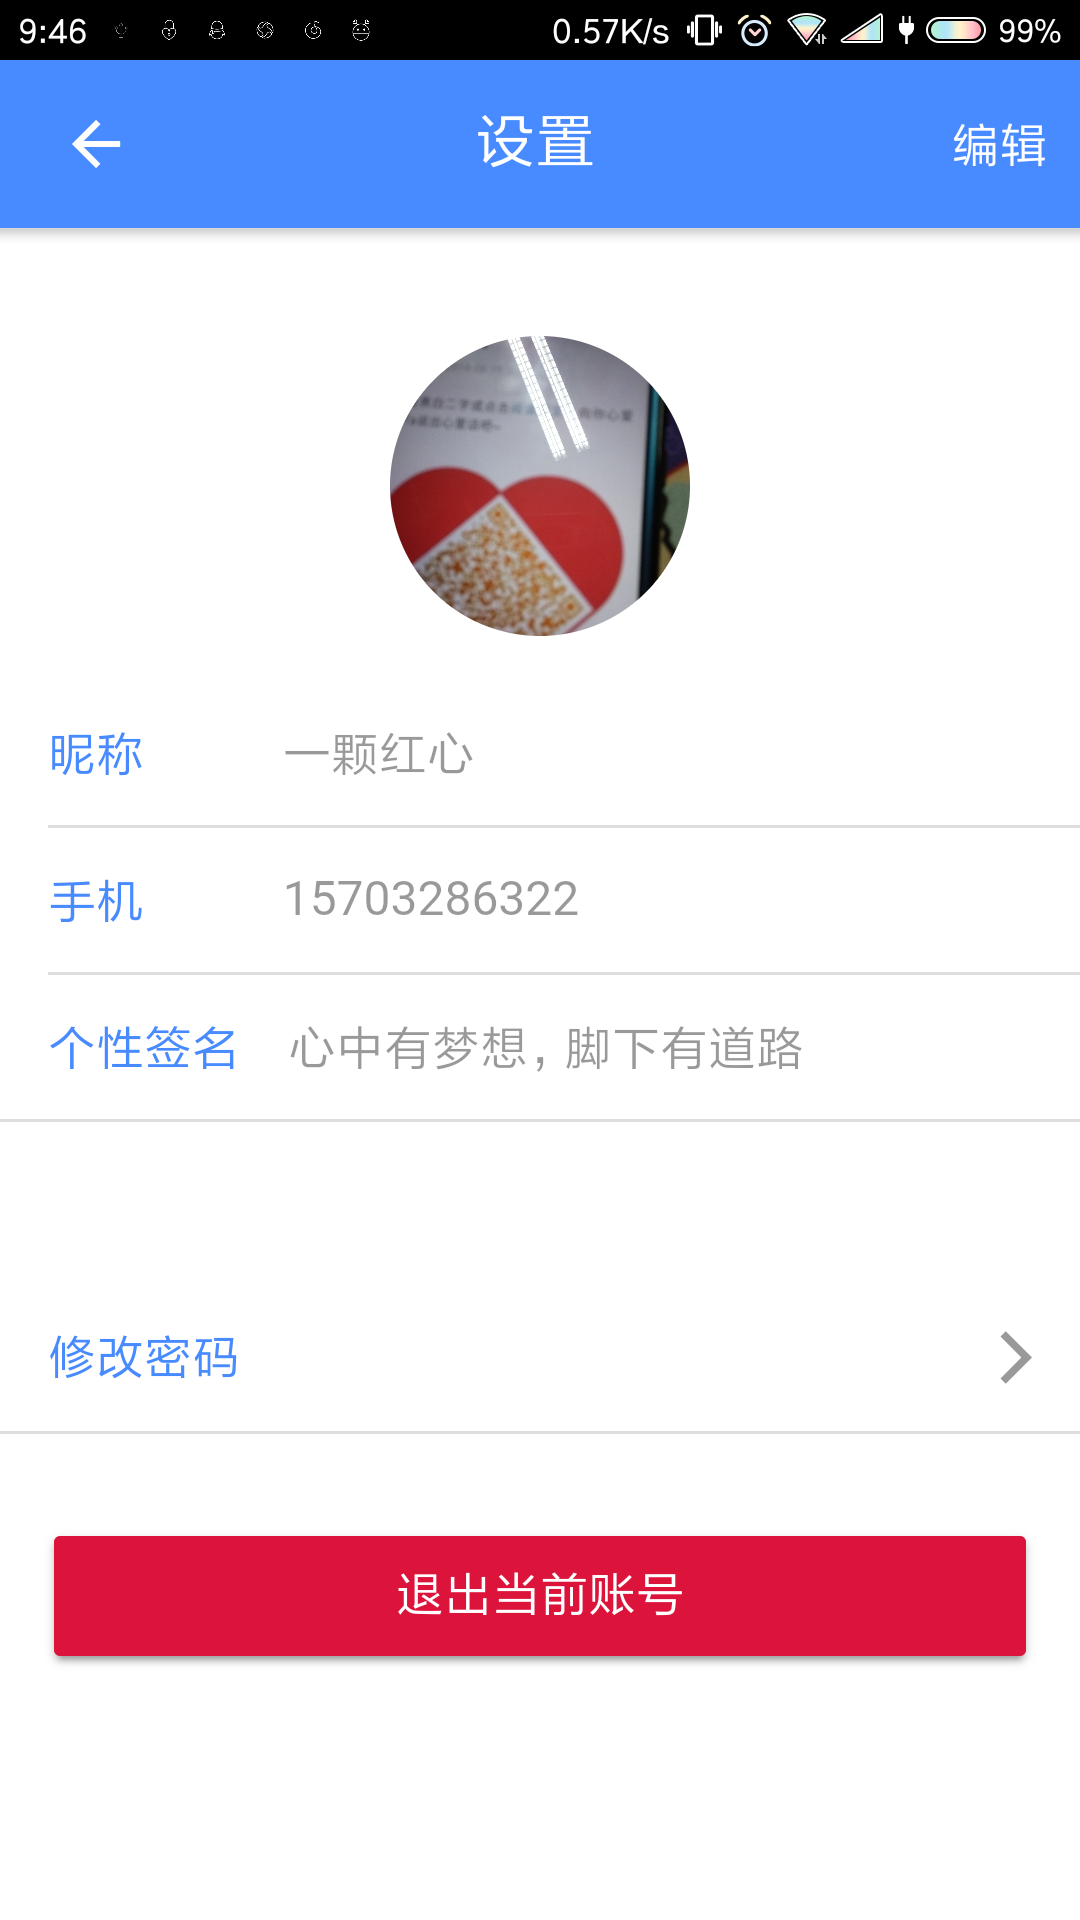 9:46 0.57K/s 99%
设置 编辑
昵称 一颗红心
手机 15703286322
个性签名 心中有梦想，脚下有道路
修改密码
退出当前账号